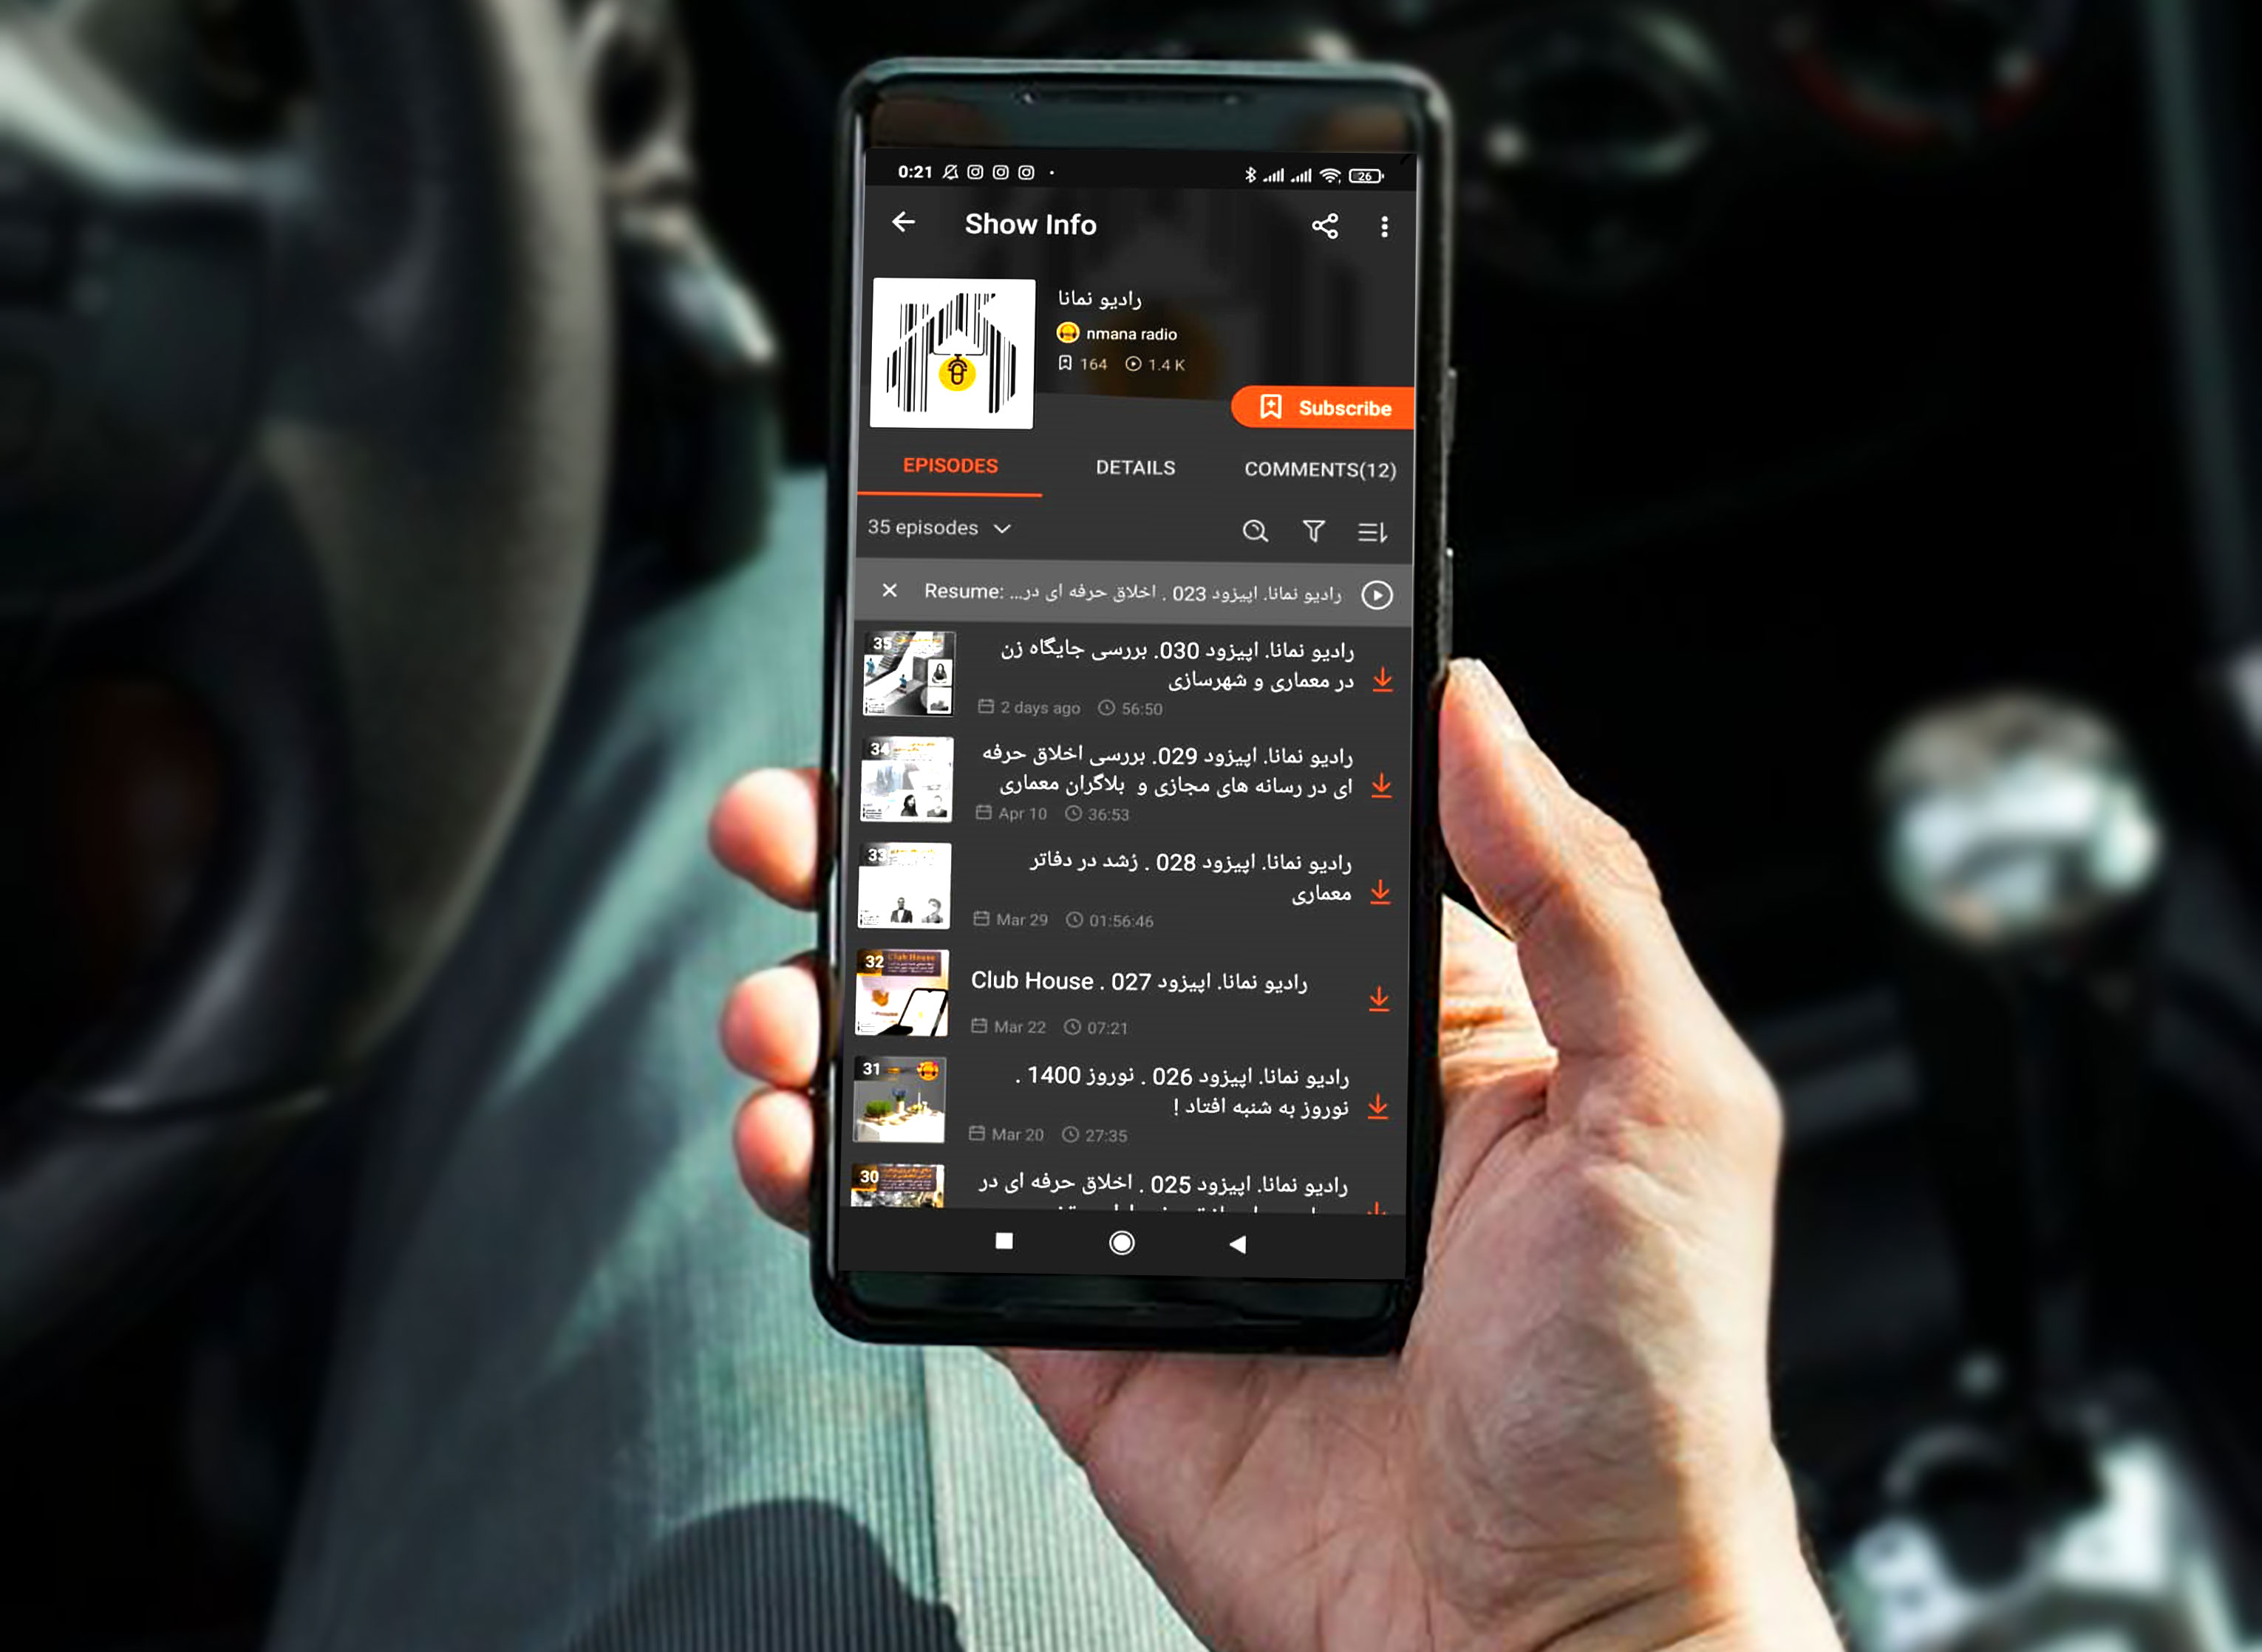 0:21
26
Show Info
رادیو نمانا
nmana radio
164 1.4 K
Subscribe
EPISODES DETAILS COMMENTS(12)
35 episodes
Resume: رادیو نمانا. اپیزود 023 . اخلاق حرفه ای در...
35
رادیو نمانا. اپیزود 030. بررسی جایگاه زن
در معماری و شهرسازی
2 days ago 56:50
34
رادیو نمانا. اپیزود 029. بررسی اخلاق حرفه
ای در رسانه های مجازی و بلاگران معماری
Apr 10 36:53
33
رادیو نمانا. اپیزود 028 . رُشد در دفاتر
معماری
Mar 29 01:56:46
32 Club House
رادیو نمانا. اپیزود 027 . Club House
Mar 22 07:21
31
رادیو نمانا. اپیزود 026 . نوروز 1400 .
نوروز به شنبه افتاد !
Mar 20 27:35
30
رادیو نمانا. اپیزود 025 . اخلاق حرفه ای در